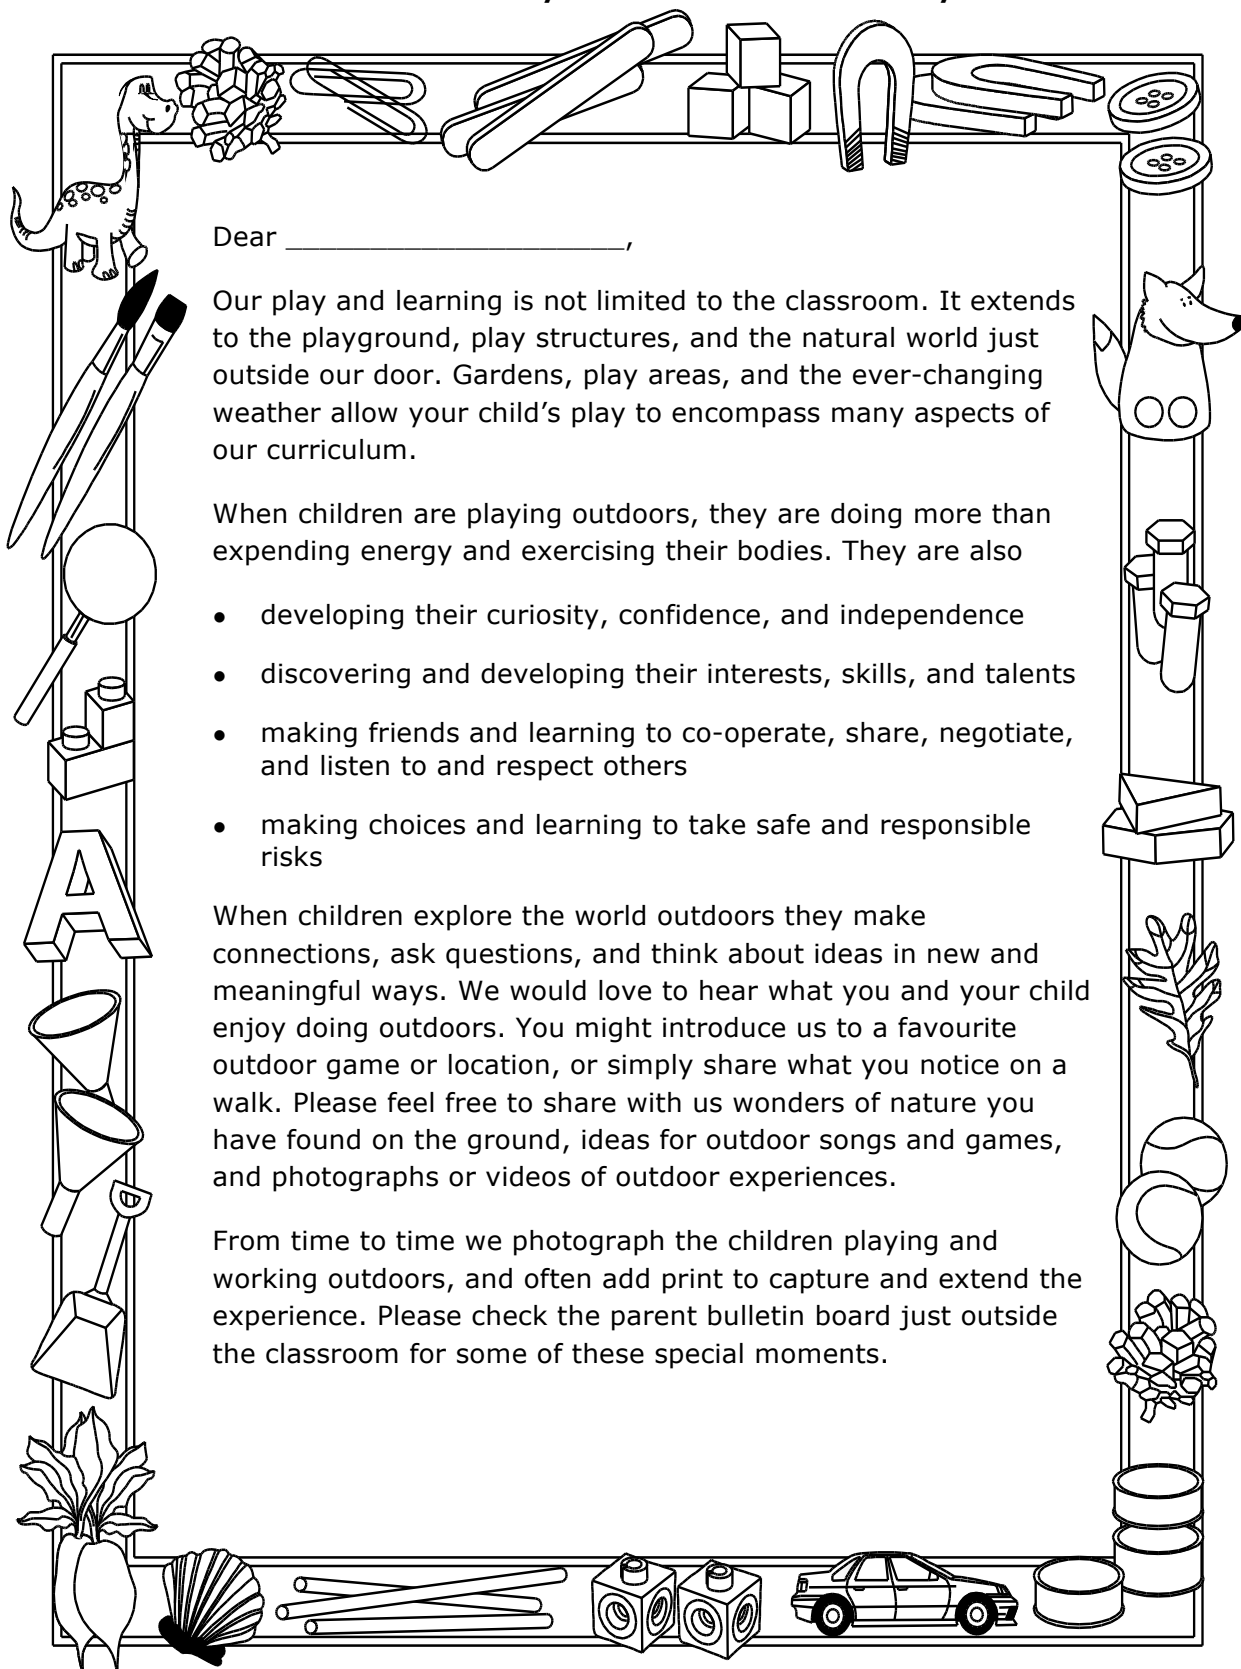 Dear ______________________,
Our play and learning is not limited to the classroom. It extends
to the playground, play structures, and the natural world just
outside our door. Gardens, play areas, and the ever-changing
weather allow your child’s play to encompass many aspects of
our curriculum.
When children are playing outdoors, they are doing more than
expending energy and exercising their bodies. They are also
• developing their curiosity, confidence, and independence
• discovering and developing their interests, skills, and talents
• making friends and learning to co-operate, share, negotiate,
and listen to and respect others
• making choices and learning to take safe and responsible
risks
When children explore the world outdoors they make
connections, ask questions, and think about ideas in new and
meaningful ways. We would love to hear what you and your child
enjoy doing outdoors. You might introduce us to a favourite
outdoor game or location, or simply share what you notice on a
walk. Please feel free to share with us wonders of nature you
have found on the ground, ideas for outdoor songs and games,
and photographs or videos of outdoor experiences.
From time to time we photograph the children playing and
working outdoors, and often add print to capture and extend the
experience. Please check the parent bulletin board just outside
the classroom for some of these special moments.
A